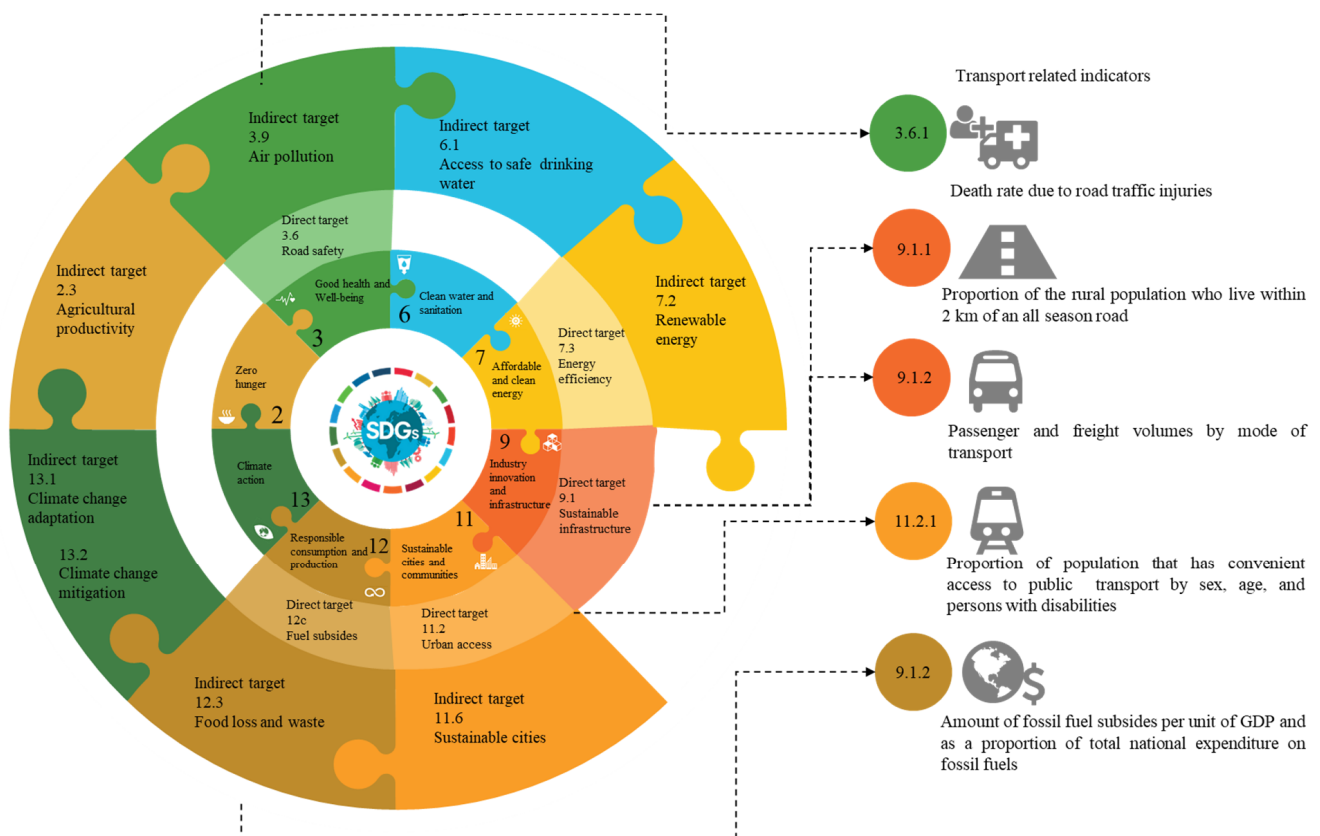 Indirect target
3.9
Air pollution
Indirect target
6.1
Access to safe drinking
water
Indirect target
7.2
Renewable
energy
Indirect target
2.3
Agricultural
productivity
Indirect target
13.1
Climate change
adaptation
13.2
Climate change
mitigation
Indirect target
12.3
Food loss and waste
Indirect target
11.6
Sustainable cities
Direct target
3.6
Road safety
Direct target
7.3
Energy
efficiency
Direct target
9.1
Sustainable
infrastructure
Direct target
11.2
Urban access
Direct target
12c
Fuel subsides
Good health and
Well-being
3
6
Clean water and
sanitation
7
Affordable
and clean
energy
9
Industry
innovation
and
infrastructure
11
Sustainable
cities and
communities
12
Responsible
consumption and
production
13
Climate
action
2
Zero
hunger
SDGs
Transport related indicators
3.6.1
Death rate due to road traffic injuries
9.1.1
Proportion of the rural population who live within
2 km of an all season road
9.1.2
Passenger and freight volumes by mode of
transport
11.2.1
Proportion of population that has convenient
access to public transport by sex, age, and
persons with disabilities
9.1.2
$
Amount of fossil fuel subsides per unit of GDP and
as a proportion of total national expenditure on
fossil fuels